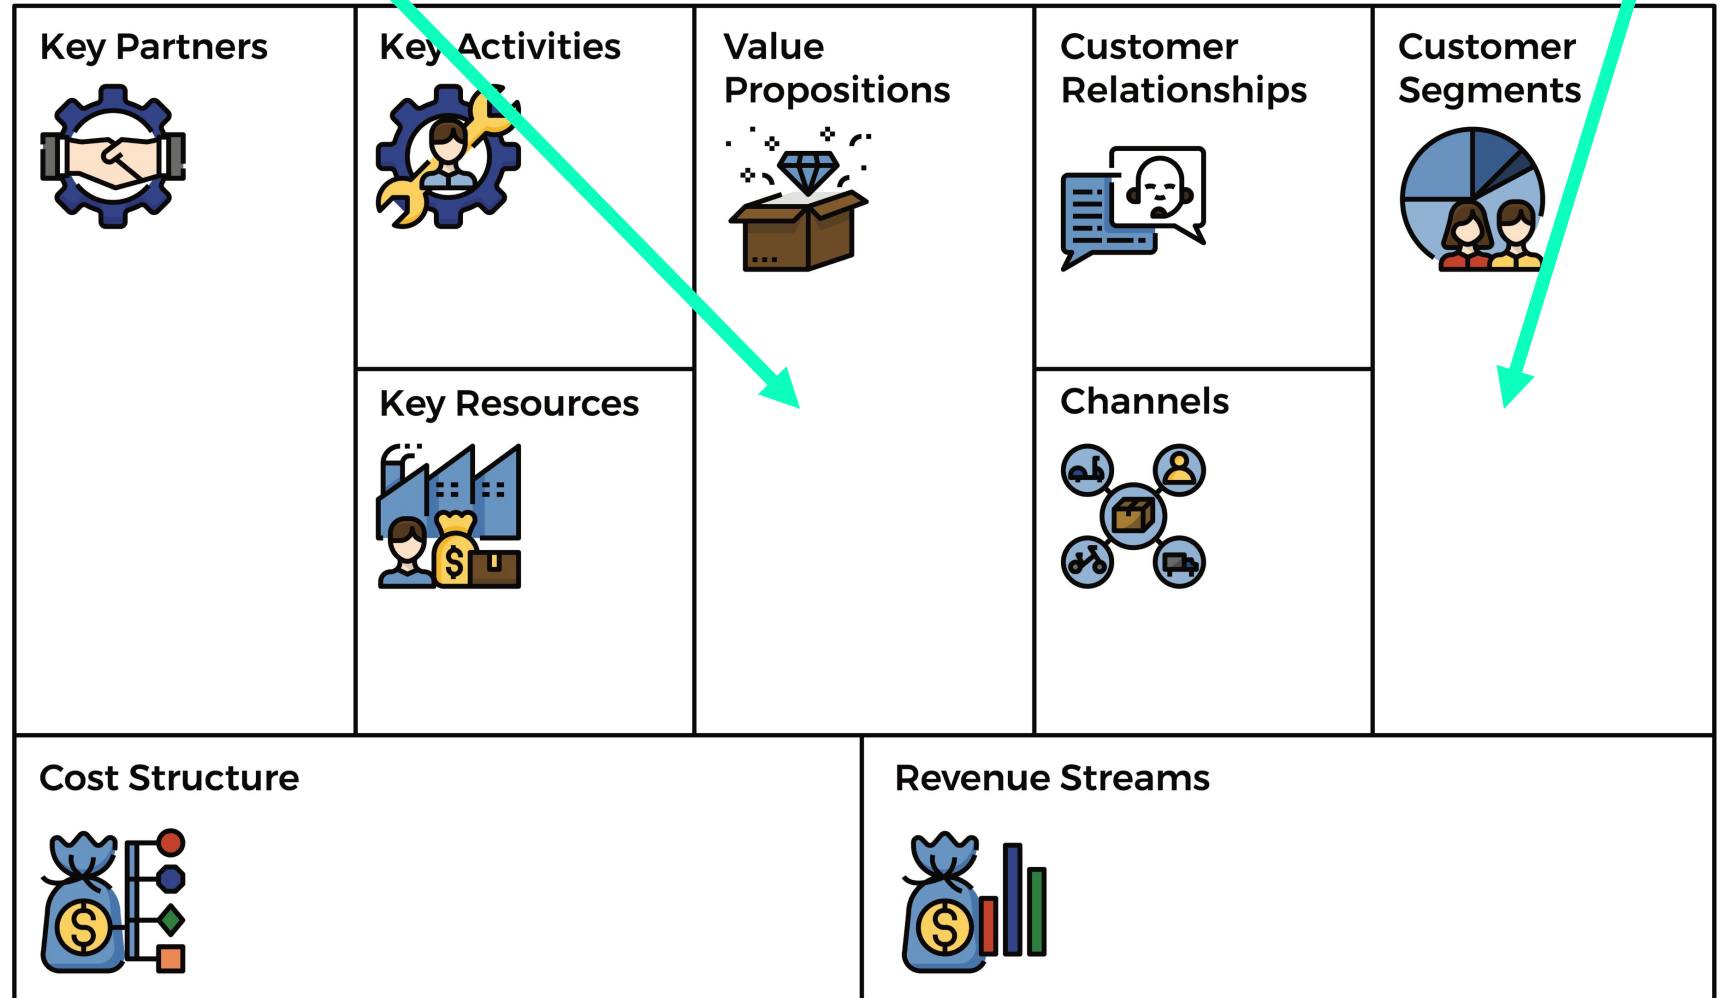 Key Partners
Key Activities
Value
Propositions
Customer
Relationships
Customer
Segments
Key Resources
$
Channels
Cost Structure
$
Revenue Streams
$